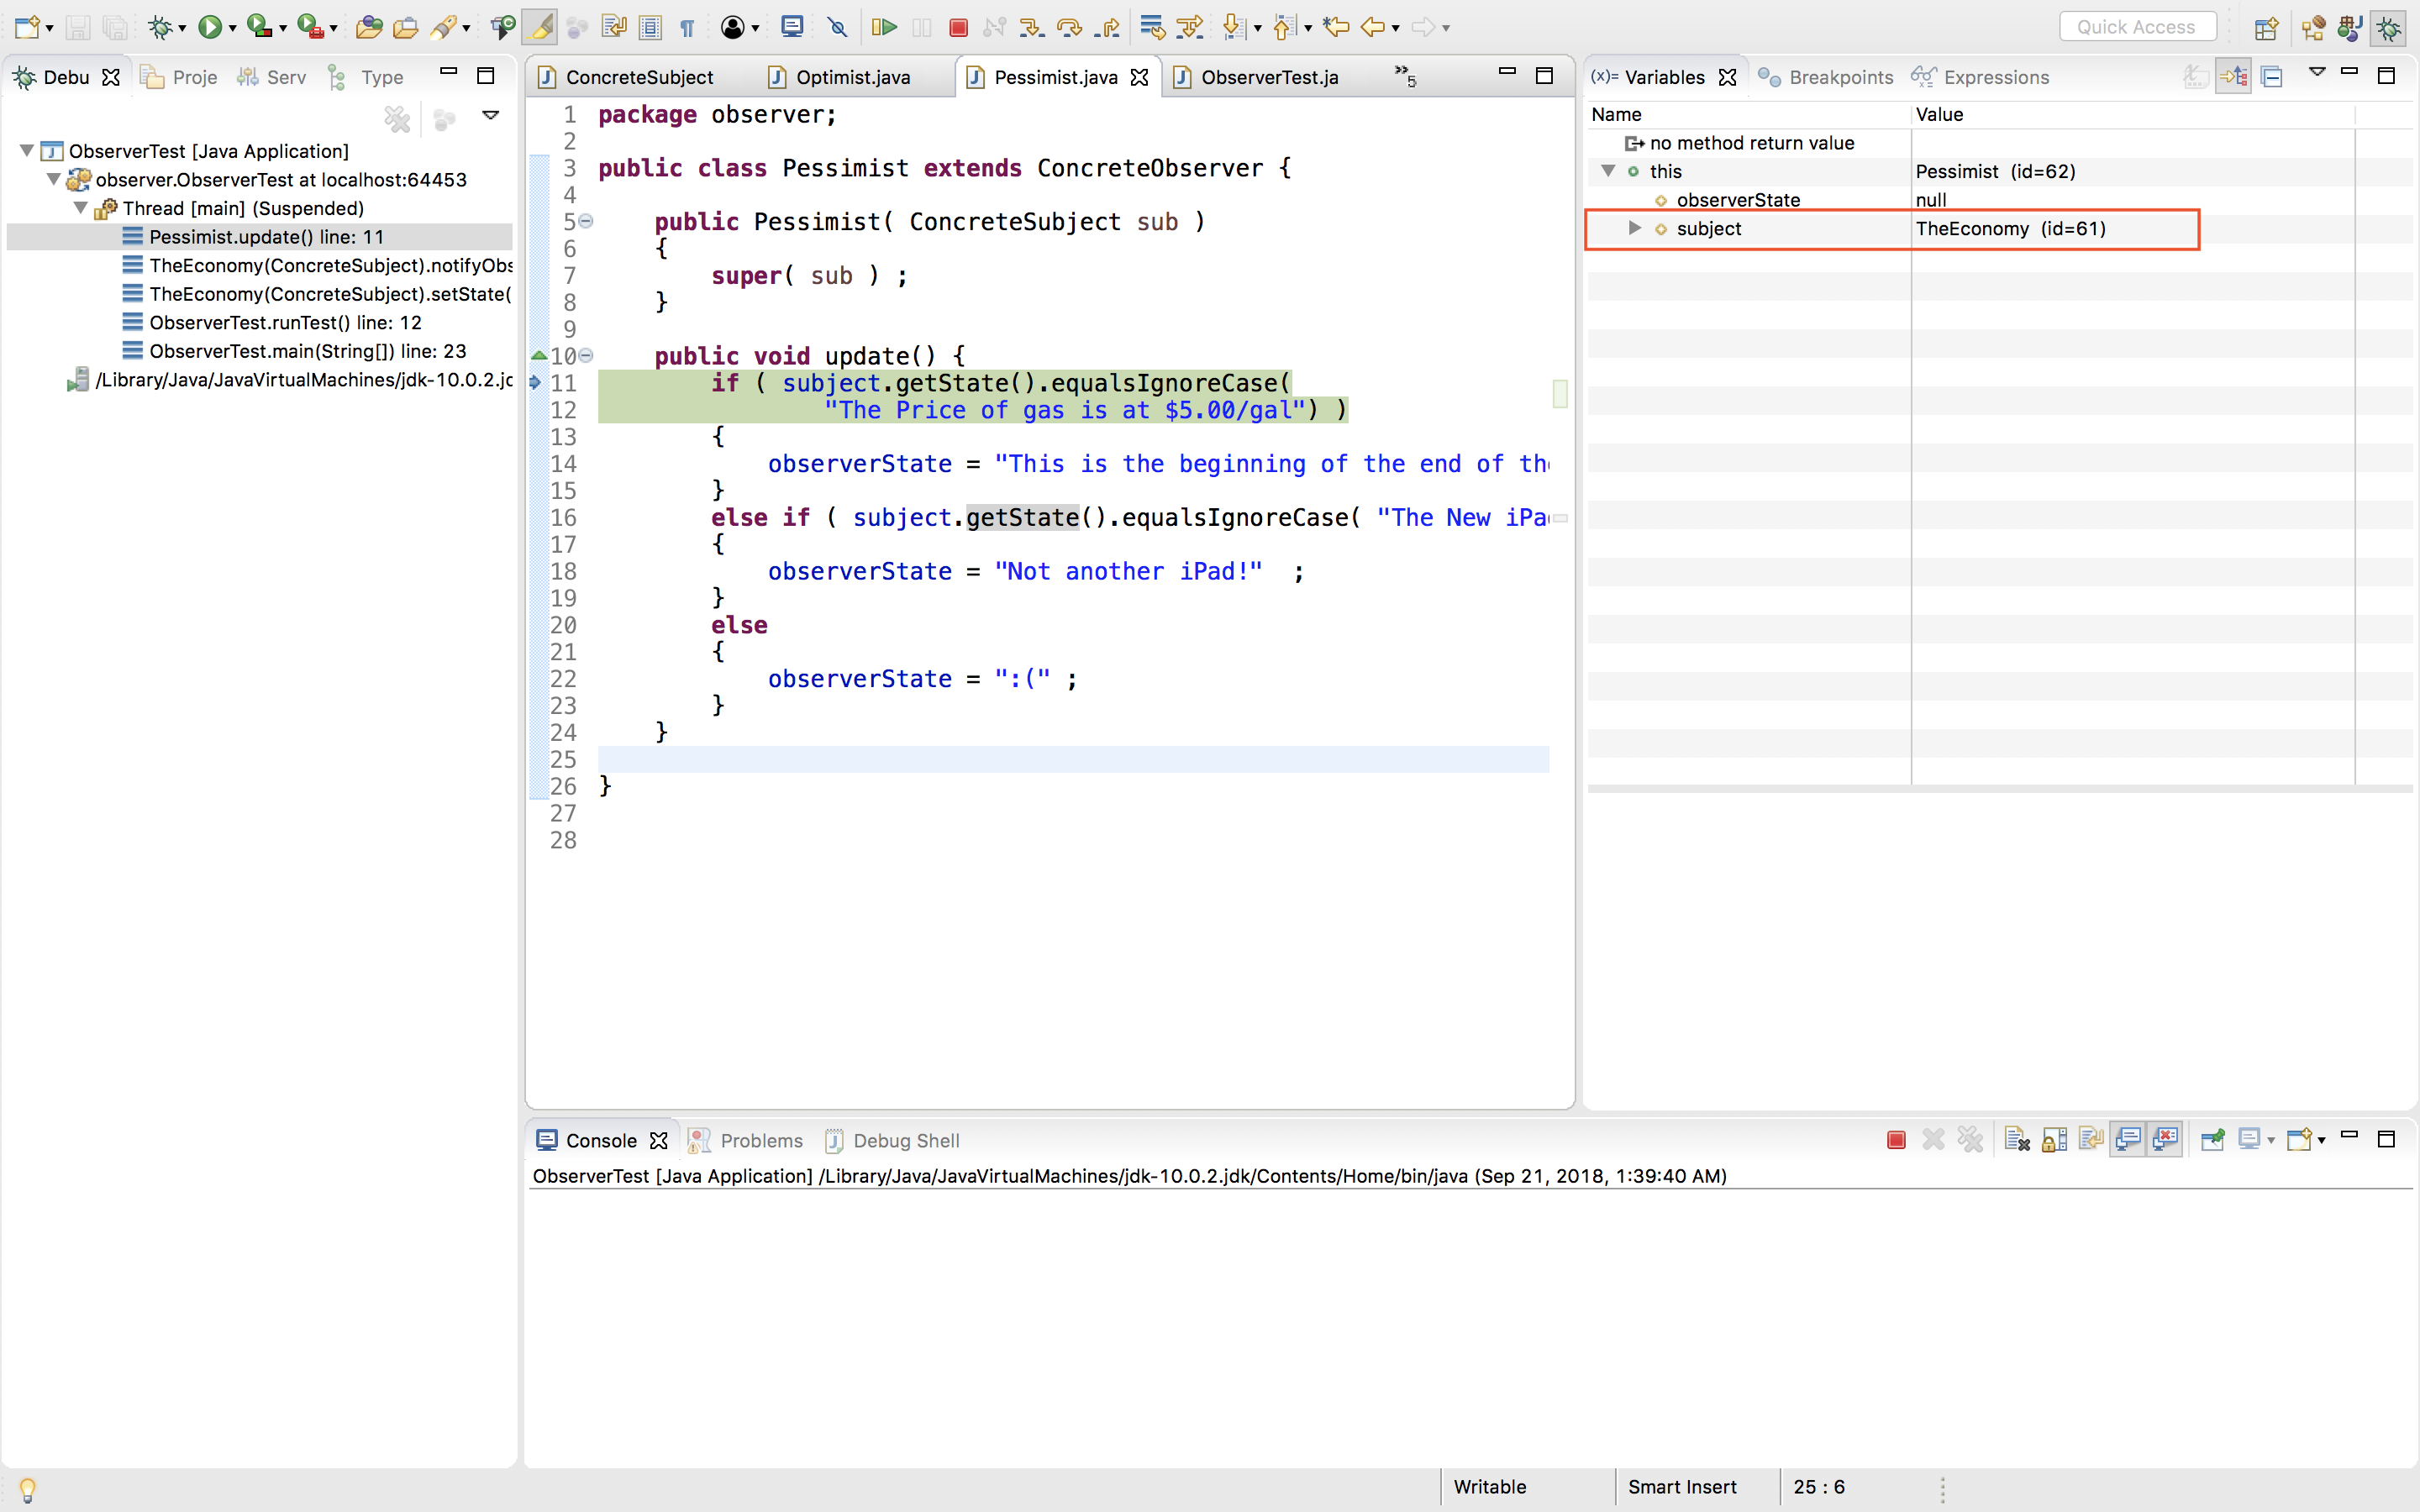 Quick Access
Debu
Proje
Serv
Type
ObserverTest [Java Application]
observer.ObserverTest at localhost:64453
Thread [main] (Suspended)
Pessimist.update() line: 11
TheEconomy(ConcreteSubject).notifyObs
TheEconomy(ConcreteSubject).setState(
ObserverTest.runTest() line: 12
ObserverTest.main(String[]) line: 23
/Library/Java/JavaVirtualMachines/jdk-10.0.2.jd
ConcreteSubject
Optimist.java
Pessimist.java
ObserverTest.ja
»5
1 package observer;
2
3 public class Pessimist extends ConcreteObserver {
4
5 public Pessimist( ConcreteSubject sub )
6 {
7 super( sub ) ;
8 }
9
10 public void update() {
11 if ( subject.getState().equalsIgnoreCase(
12 "The Price of gas is at $5.00/gal") )
13 {
14 observerState = "This is the beginning of the end of the
15 }
16 else if ( subject.getState().equalsIgnoreCase( "The New iPa
17 {
18 observerState = "Not another iPad!" ;
19 }
20 else
21 {
22 observerState = ":(" ;
23 }
24 }
25
26 }
27
28
(x)= Variables
Breakpoints
Expressions
Name Value
no method return value
this Pessimist (id=62)
observerState null
subject TheEconomy (id=61)
Console
Problems
Debug Shell
ObserverTest [Java Application] /Library/Java/JavaVirtualMachines/jdk-10.0.2.jdk/Contents/Home/bin/java (Sep 21, 2018, 1:39:40 AM)
Writable
Smart Insert
25 : 6